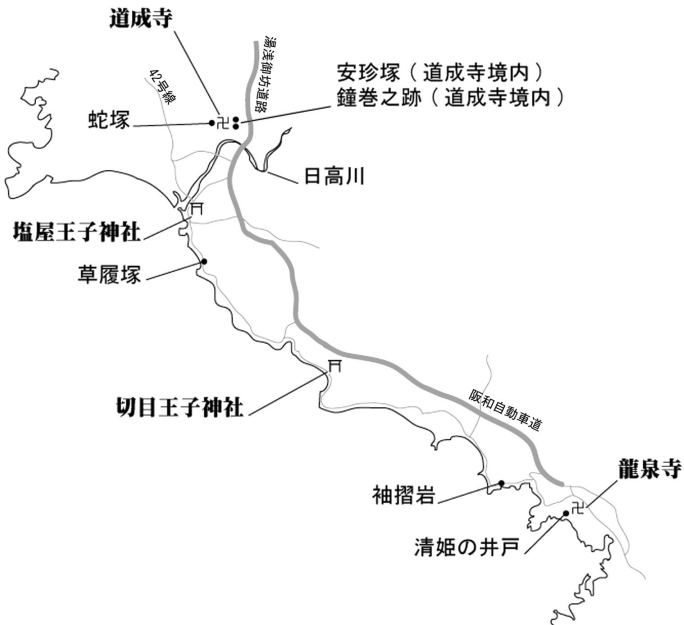 道成寺
湯浅御坊道路
42号線
安珍塚（道成寺境内）
鐘巻之跡（道成寺境内）
蛇塚
卍
日高川
塩屋王子神社
草履塚
切目王子神社
阪和自動車道
龍泉寺
袖摺岩
卍
清姫の井戸